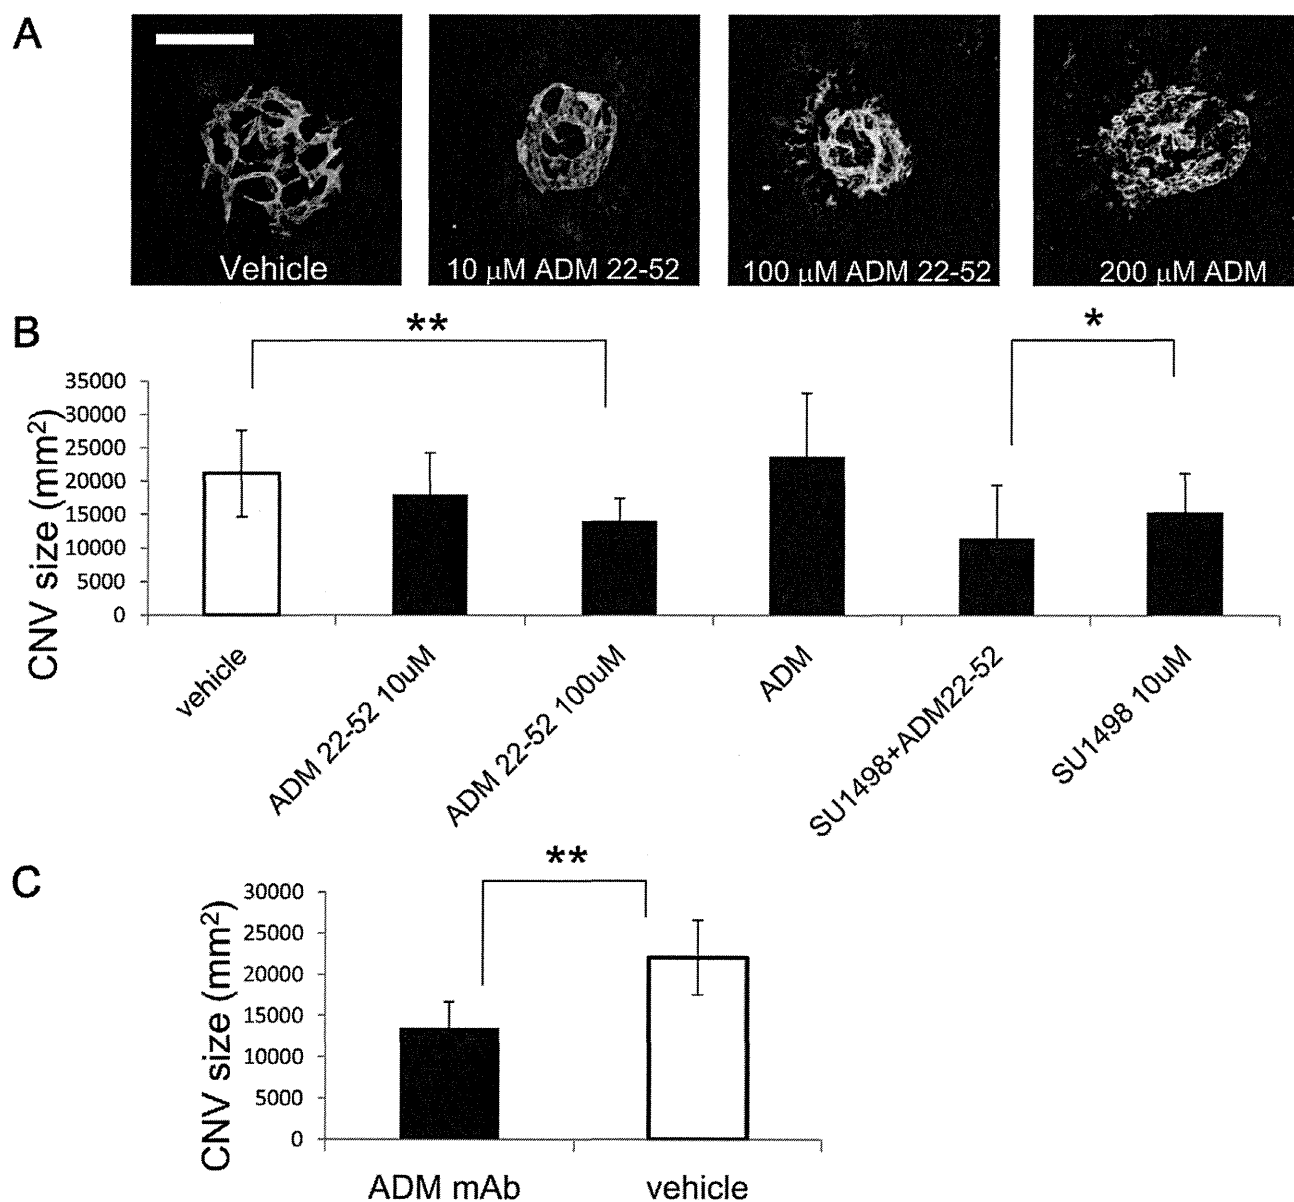 A
Vehicle
10 μM ADM 22-52
100 μM ADM 22-52
200 μM ADM
B
**
*
CNV size (mm²)
35000
30000
25000
20000
15000
10000
5000
0
vehicle
ADM 22-52 10uM
ADM 22-52 100uM
ADM
SU1498+ADM22-52
SU1498 10uM
C
**
CNV size (mm²)
30000
25000
20000
15000
10000
5000
0
ADM mAb
vehicle